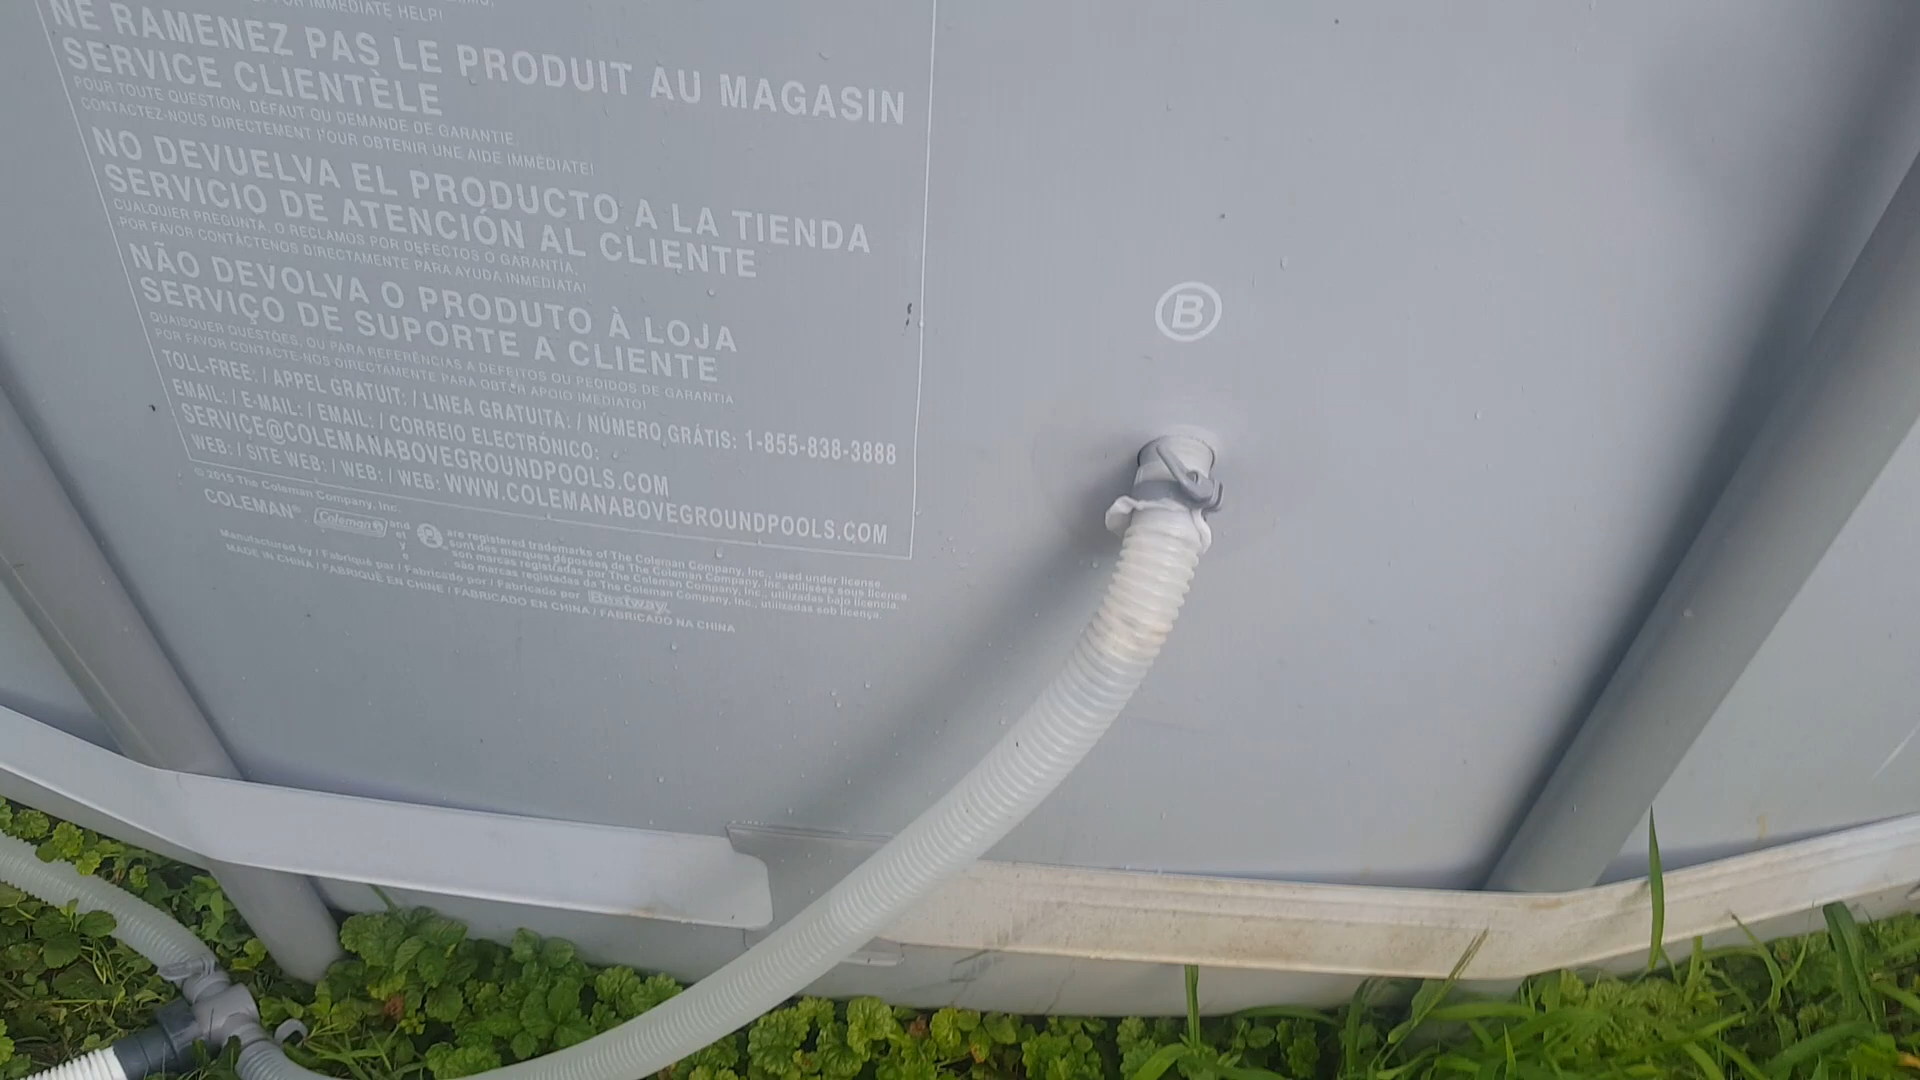 FOR IMMEDIATE HELP!
NE RAMENEZ PAS LE PRODUIT AU MAGASIN
SERVICE CLIENTÈLE
POUR TOUTE QUESTION, DÉFAUT OU DEMANDE DE GARANTIE,
CONTACTEZ-NOUS DIRECTEMENT POUR OBTENIR UNE AIDE IMMÉDIATE!
NO DEVUELVA EL PRODUCTO A LA TIENDA
SERVICIO DE ATENCIÓN AL CLIENTE
CUALQUIER PREGUNTA, O RECLAMOS POR DEFECTOS O GARANTIA,
POR FAVOR CONTÁCTENOS DIRECTAMENTE PARA AYUDA INMEDIATA!
NÃO DEVOLVA O PRODUTO À LOJA
SERVIÇO DE SUPORTE A CLIENTE
QUAISQUER QUESTÕES, OU PARA REFERÊNCIAS A DEFEITOS OU PEDIDOS DE GARANTIA
POR FAVOR CONTACTE-NOS DIRECTAMENTE PARA OBTER APOIO IMEDIATO!
TOLL-FREE: / APPEL GRATUIT: / LINEA GRATUITA: / NÚMERO GRÁTIS: 1-855-838-3888
EMAIL: / E-MAIL: / EMAIL: / CORREIO ELECTRÓNICO:
SERVICE@COLEMANABOVEGROUNDPOOLS.COM
WEB: / SITE WEB: / WEB: / WEB: WWW.COLEMANABOVEGROUNDPOOLS.COM
© 2015 The Coleman Company, Inc.
COLEMAN®, Coleman and et y e are registered trademarks of The Coleman Company, Inc., used under license.
sont des marques déposées de The Coleman Company, Inc. utilisées sous licence.
son marcas registradas por The Coleman Company, Inc., utilizadas bajo licencia.
são marcas registadas da The Coleman Company, Inc., utilizadas sob licença.
Manufactured by / Fabriqué par / Fabricado por / Fabricado por Bestway
MADE IN CHINA / FABRIQUÉ EN CHINE / FABRICADO EN CHINA / FABRICADO NA CHINA
B